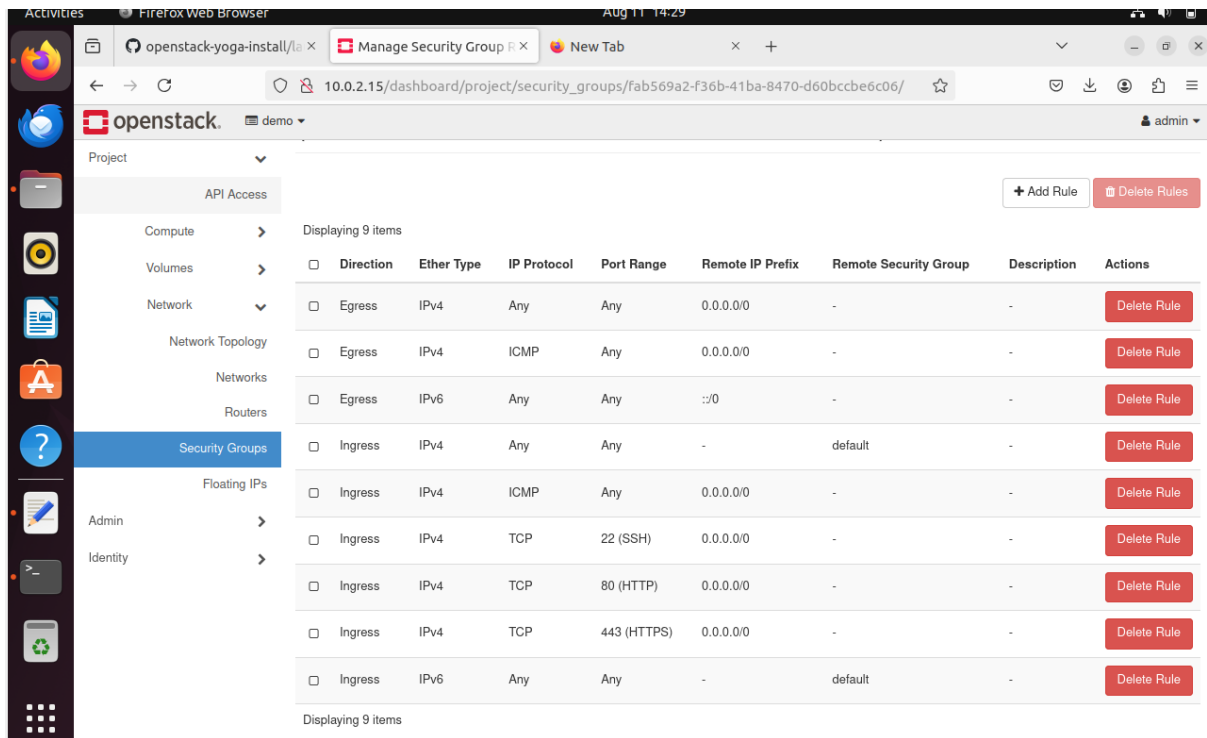 Activities Firefox Web Browser Aug 11 14:29
openstack-yoga-install/la × Manage Security Group R × New Tab × +
10.0.2.15/dashboard/project/security_groups/fab569a2-f36b-41ba-8470-d60bccbe6c06/
openstack. demo admin
Project
API Access
Compute
Volumes
Network
Network Topology
Networks
Routers
Security Groups
Floating IPs
Admin
Identity
+ Add Rule Delete Rules
Displaying 9 items
Direction Ether Type IP Protocol Port Range Remote IP Prefix Remote Security Group Description Actions
Egress IPv4 Any Any 0.0.0.0/0 - - Delete Rule
Egress IPv4 ICMP Any 0.0.0.0/0 - - Delete Rule
Egress IPv6 Any Any ::/0 - - Delete Rule
Ingress IPv4 Any Any - default - Delete Rule
Ingress IPv4 ICMP Any 0.0.0.0/0 - - Delete Rule
Ingress IPv4 TCP 22 (SSH) 0.0.0.0/0 - - Delete Rule
Ingress IPv4 TCP 80 (HTTP) 0.0.0.0/0 - - Delete Rule
Ingress IPv4 TCP 443 (HTTPS) 0.0.0.0/0 - - Delete Rule
Ingress IPv6 Any Any - default - Delete Rule
Displaying 9 items